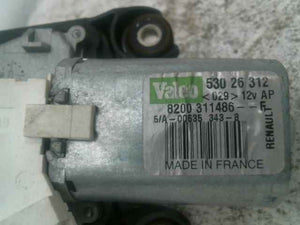 Valeo 530 26 312
< 029 > 12v AP
8200 311486--F
5/A-00635 343-8
RENAULT
MADE IN FRANCE